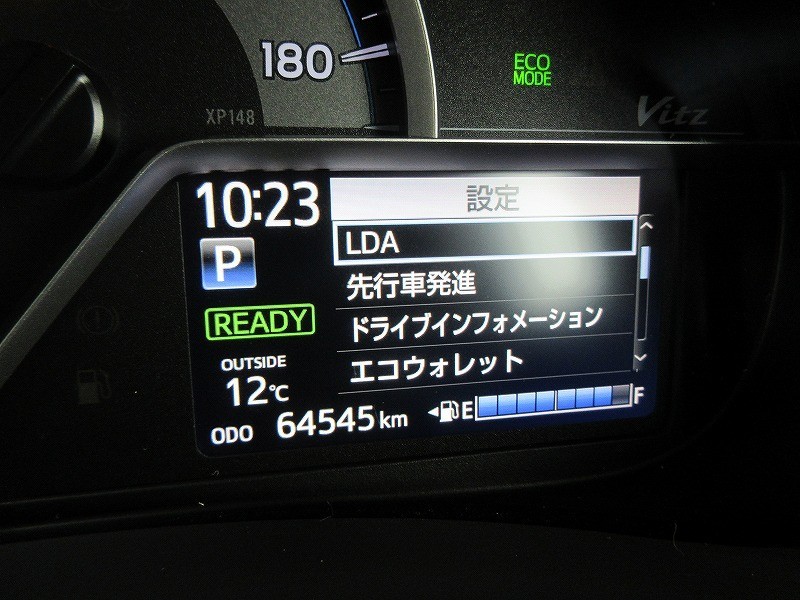 180
ECO
MODE
XP148
Vitz
10:23
設定
P
LDA
先行車発進
READY
ドライブインフォメーション
OUTSIDE
12℃
エコウォレット
ODO 64545km
E F